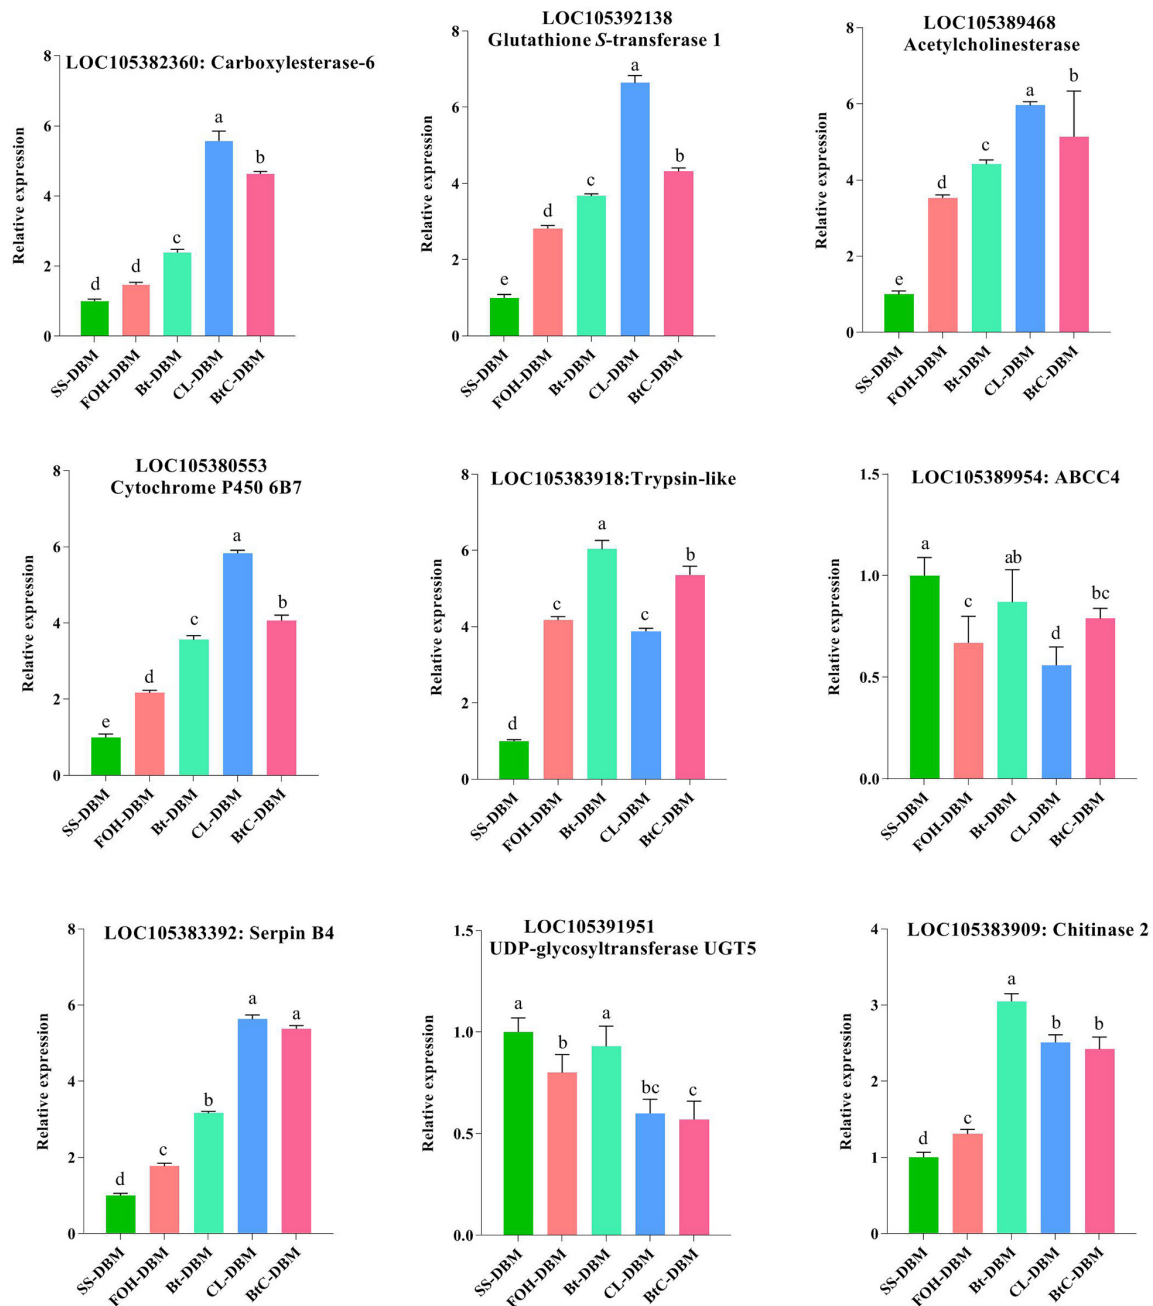 LOC105382360: Carboxylesterase-6
Relative expression
8
6
4
2
0
d
d
c
a
b
SS-DBM
FOH-DBM
Bt-DBM
CL-DBM
BtC-DBM
LOC105392138
Glutathione S-transferase 1
Relative expression
8
6
4
2
0
e
d
c
a
b
SS-DBM
FOH-DBM
Bt-DBM
CL-DBM
BtC-DBM
LOC105389468
Acetylcholinesterase
Relative expression
8
6
4
2
0
e
d
c
a
b
SS-DBM
FOH-DBM
Bt-DBM
CL-DBM
BtC-DBM
LOC105380553
Cytochrome P450 6B7
Relative expression
8
6
4
2
0
e
d
c
a
b
SS-DBM
FOH-DBM
Bt-DBM
CL-DBM
BtC-DBM
LOC105383918:Trypsin-like
Relative expression
8
6
4
2
0
d
c
a
c
b
SS-DBM
FOH-DBM
Bt-DBM
CL-DBM
BtC-DBM
LOC105389954: ABCC4
Relative expression
1.5
1.0
0.5
0.0
a
c
ab
d
bc
SS-DBM
FOH-DBM
Bt-DBM
CL-DBM
BtC-DBM
LOC105383392: Serpin B4
Relative expression
8
6
4
2
0
d
c
b
a
a
SS-DBM
FOH-DBM
Bt-DBM
CL-DBM
BtC-DBM
LOC105391951
UDP-glycosyltransferase UGT5
Relative expression
1.5
1.0
0.5
0.0
a
b
a
bc
c
SS-DBM
FOH-DBM
Bt-DBM
CL-DBM
BtC-DBM
LOC105383909: Chitinase 2
Relative expression
4
3
2
1
0
d
c
a
b
b
SS-DBM
FOH-DBM
Bt-DBM
CL-DBM
BtC-DBM